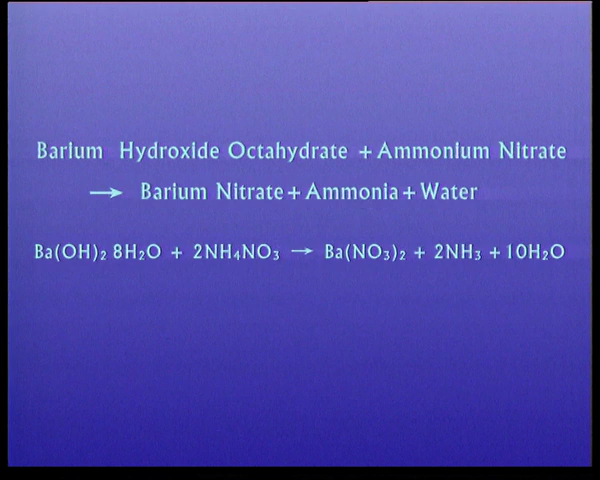 Barium Hydroxide Octahydrate + Ammonium Nitrate
→ Barium Nitrate + Ammonia + Water
Ba(OH)₂ 8H₂O + 2NH₄NO₃ → Ba(NO₃)₂ + 2NH₃ + 10H₂O